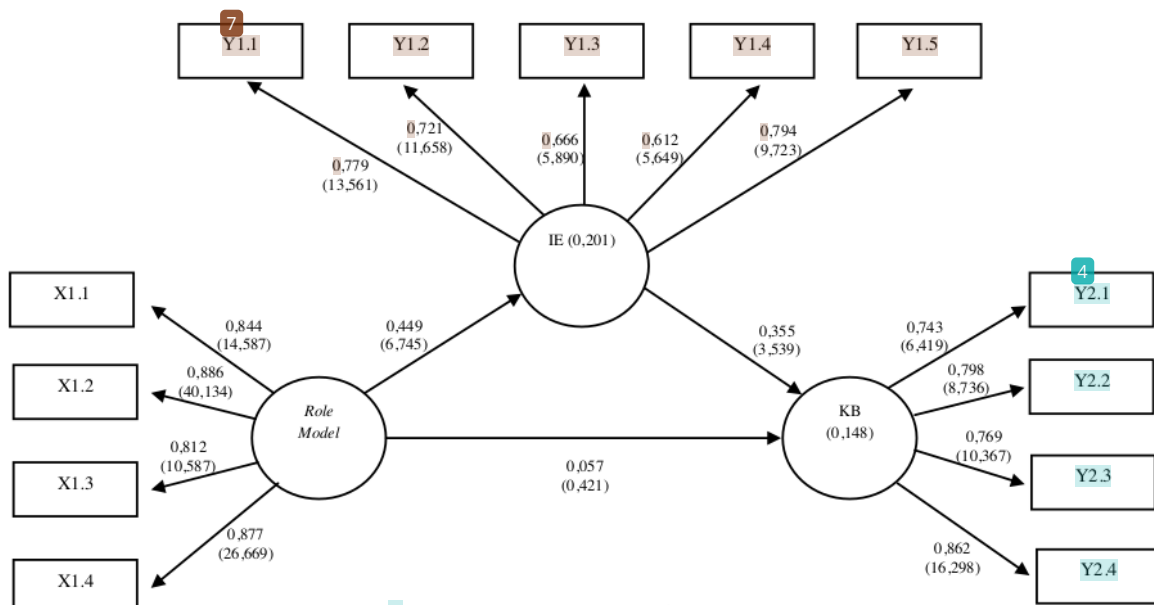 7
Y1.1
Y1.2
Y1.3
Y1.4
Y1.5
0,779
(13,561)
0,721
(11,658)
0,666
(5,890)
0,612
(5,649)
0,794
(9,723)
IE (0,201)
X1.1
X1.2
X1.3
X1.4
0,844
(14,587)
0,886
(40,134)
0,812
(10,587)
0,877
(26,669)
Role
Model
0,449
(6,745)
0,355
(3,539)
0,057
(0,421)
KB
(0,148)
0,743
(6,419)
0,798
(8,736)
0,769
(10,367)
0,862
(16,298)
4
Y2.1
Y2.2
Y2.3
Y2.4